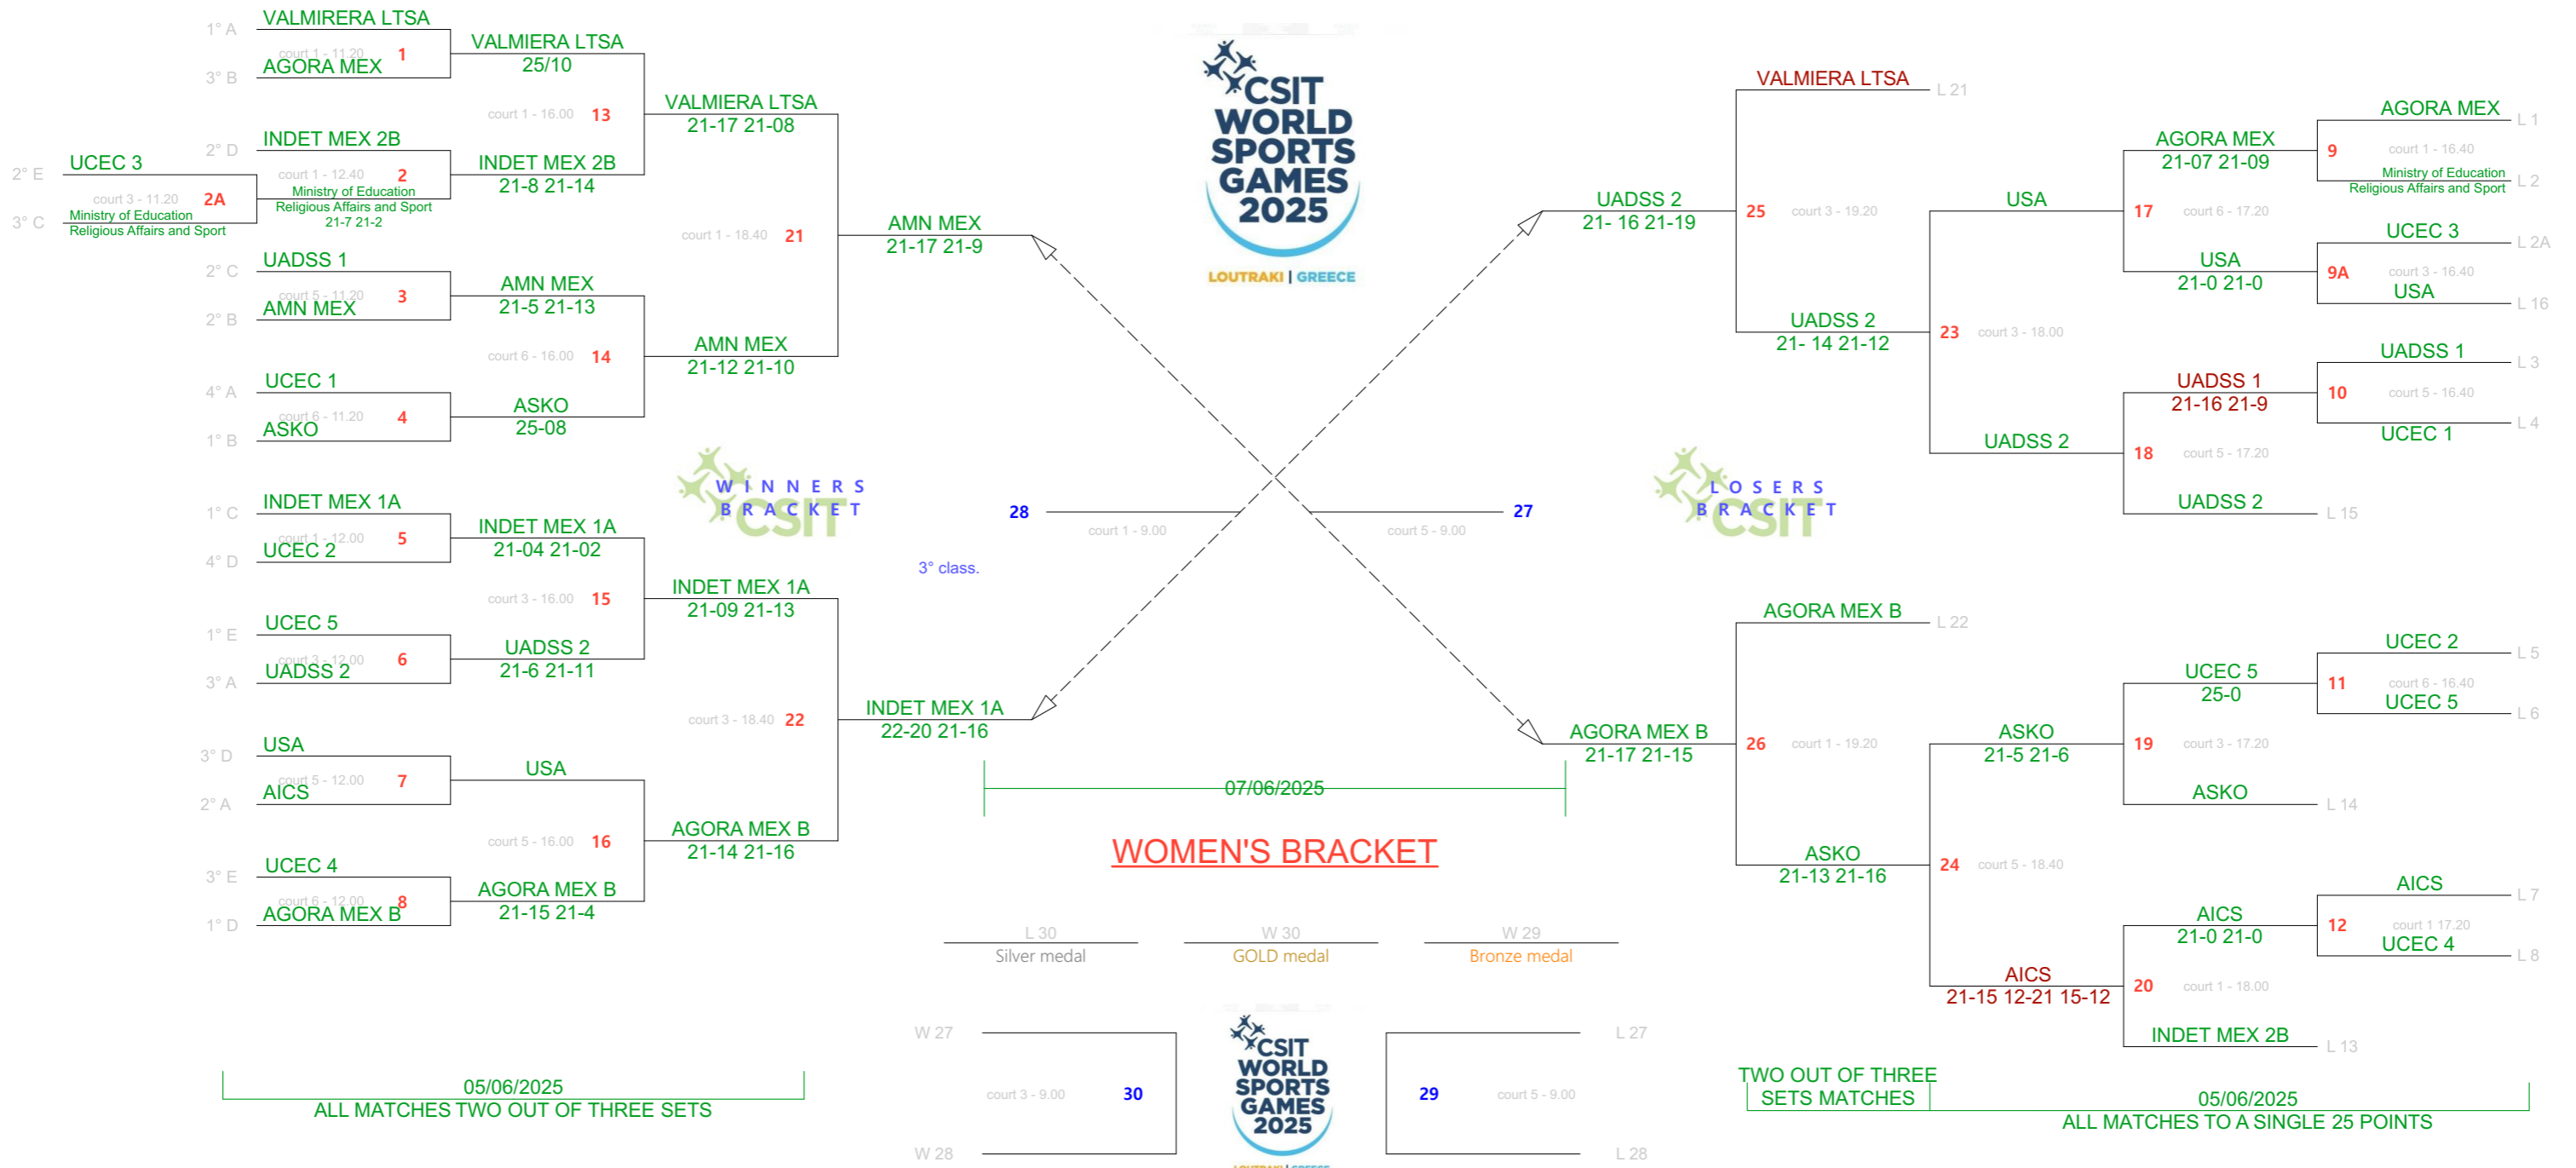 1° A
VALMIRERA LTSA
court 1 - 11.20
1
3° B
AGORA MEX
VALMIERA LTSA
25/10
court 1 - 16.00
13
2° D
INDET MEX 2B
court 1 - 12.40
2
Ministry of Education
Religious Affairs and Sport
21-7 21-2
2° E
UCEC 3
court 3 - 11.20
2A
3° C
Ministry of Education
Religious Affairs and Sport
INDET MEX 2B
21-8 21-14
VALMIERA LTSA
21-17 21-08
court 1 - 18.40
21
2° C
UADSS 1
court 5 - 11.20
3
2° B
AMN MEX
AMN MEX
21-5 21-13
court 6 - 16.00
14
4° A
UCEC 1
court 6 - 11.20
4
1° B
ASKO
ASKO
25-08
AMN MEX
21-12 21-10
AMN MEX
21-17 21-9
1° C
INDET MEX 1A
court 1 - 12.00
5
4° D
UCEC 2
INDET MEX 1A
21-04 21-02
court 3 - 16.00
15
1° E
UCEC 5
court 3 - 12.00
6
3° A
UADSS 2
UADSS 2
21-6 21-11
INDET MEX 1A
21-09 21-13
court 3 - 18.40
22
3° D
USA
court 5 - 12.00
7
2° A
AICS
USA
court 5 - 16.00
16
3° E
UCEC 4
court 6 - 12.00
8
1° D
AGORA MEX B
AGORA MEX B
21-15 21-4
AGORA MEX B
21-14 21-16
INDET MEX 1A
22-20 21-16
WINNERS
BRACKET
CSIT
05/06/2025
ALL MATCHES TWO OUT OF THREE SETS
CSIT
WORLD
SPORTS
GAMES
2025
LOUTRAKI | GREECE
28
court 1 - 9.00
3° class.
27
court 5 - 9.00
07/06/2025
WOMEN'S BRACKET
L 30
Silver medal
W 30
GOLD medal
W 29
Bronze medal
W 27
court 3 - 9.00
30
W 28
CSIT
WORLD
SPORTS
GAMES
2025
LOUTRAKI | GREECE
L 27
29
court 5 - 9.00
L 28
LOSERS
BRACKET
CSIT
VALMIERA LTSA
L 21
UADSS 2
21- 16 21-19
25
court 3 - 19.20
UADSS 2
21- 14 21-12
23
court 3 - 18.00
USA
17
court 6 - 17.20
AGORA MEX
21-07 21-09
9
court 1 - 16.40
AGORA MEX
L 1
Ministry of Education
Religious Affairs and Sport
L 2
USA
21-0 21-0
9A
court 3 - 16.40
UCEC 3
L 2A
USA
L 16
UADSS 2
18
court 5 - 17.20
UADSS 1
21-16 21-9
10
court 5 - 16.40
UADSS 1
L 3
UCEC 1
L 4
UADSS 2
L 15
AGORA MEX B
L 22
AGORA MEX B
21-17 21-15
26
court 1 - 19.20
ASKO
21-13 21-16
24
court 5 - 18.40
ASKO
21-5 21-6
19
court 3 - 17.20
UCEC 5
25-0
11
court 6 - 16.40
UCEC 2
L 5
UCEC 5
L 6
ASKO
L 14
AICS
21-15 12-21 15-12
20
court 1 - 18.00
AICS
21-0 21-0
12
court 1 17.20
AICS
L 7
UCEC 4
L 8
INDET MEX 2B
L 13
TWO OUT OF THREE
SETS MATCHES
05/06/2025
ALL MATCHES TO A SINGLE 25 POINTS